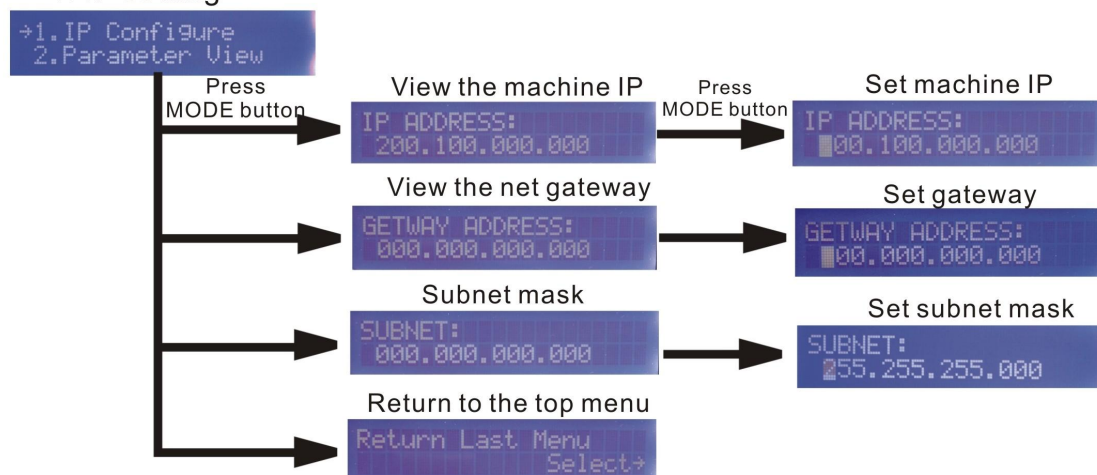 →1.IP Configure
2.Parameter View
Press
MODE button
View the machine IP
IP ADDRESS:
200.100.000.000
Press
MODE button
Set machine IP
IP ADDRESS:
00.100.000.000
View the net gateway
GETWAY ADDRESS:
000.000.000.000
Set gateway
GETWAY ADDRESS:
00.000.000.000
Subnet mask
SUBNET:
000.000.000.000
Set subnet mask
SUBNET:
255.255.255.000
Return to the top menu
Return Last Menu
Select→